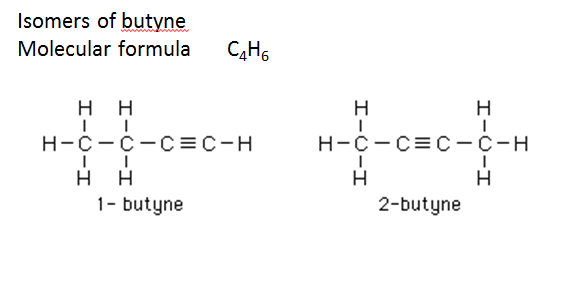 Isomers of butyne
Molecular formula C₄H₆
H H H H
H-C-C-C≡C-H H-C-C≡C-C-H
H H H H
1- butyne 2-butyne